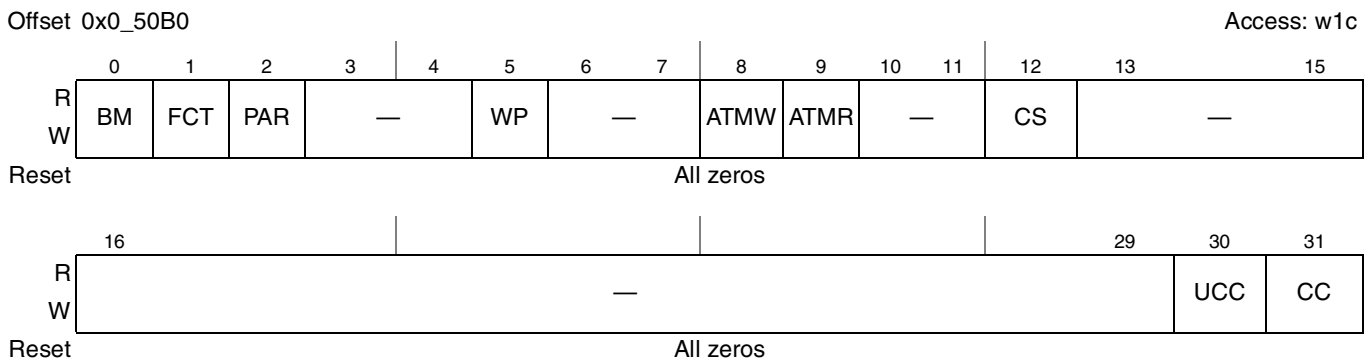 Offset 0x0_50B0 Access: w1c
0 1 2 3 4 5 6 7 8 9 10 11 12 13 15
R
W
BM FCT PAR — WP — ATMW ATMR — CS —
Reset All zeros
16 29 30 31
R
W
— UCC CC
Reset All zeros